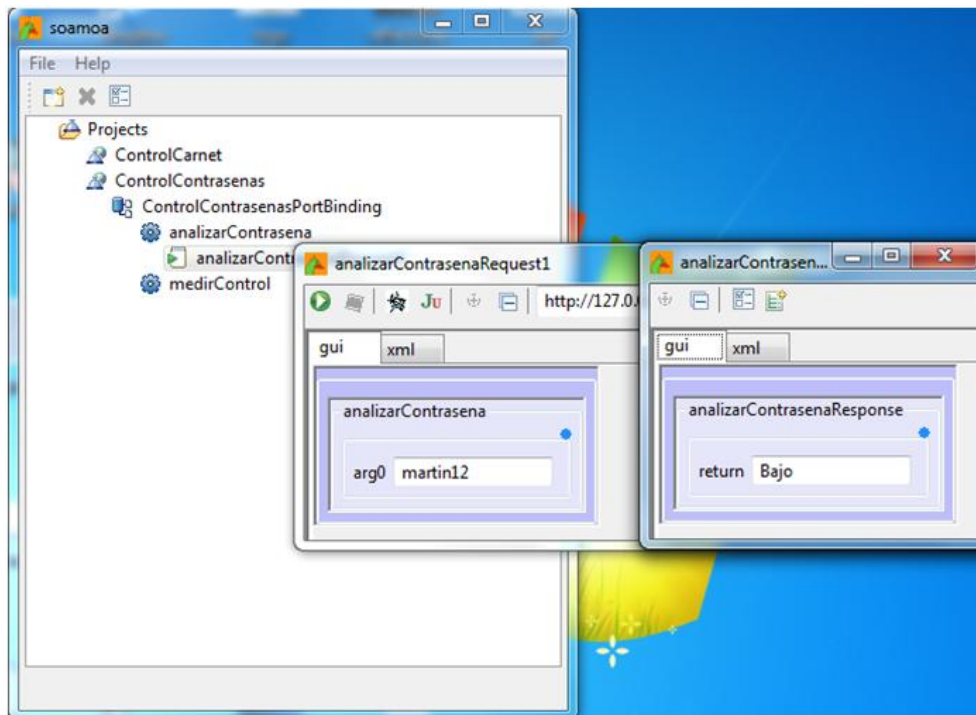 soamoa
File Help
Projects
ControlCarnet
ControlContrasenas
ControlContrasenasPortBinding
analizarContrasena
analizarCont
medirControl
analizarContrasenaRequest1
Ju
http://127.0.
gui xml
analizarContrasena
arg0 martin12
analizarContrasen...
gui xml
analizarContrasenaResponse
return Bajo